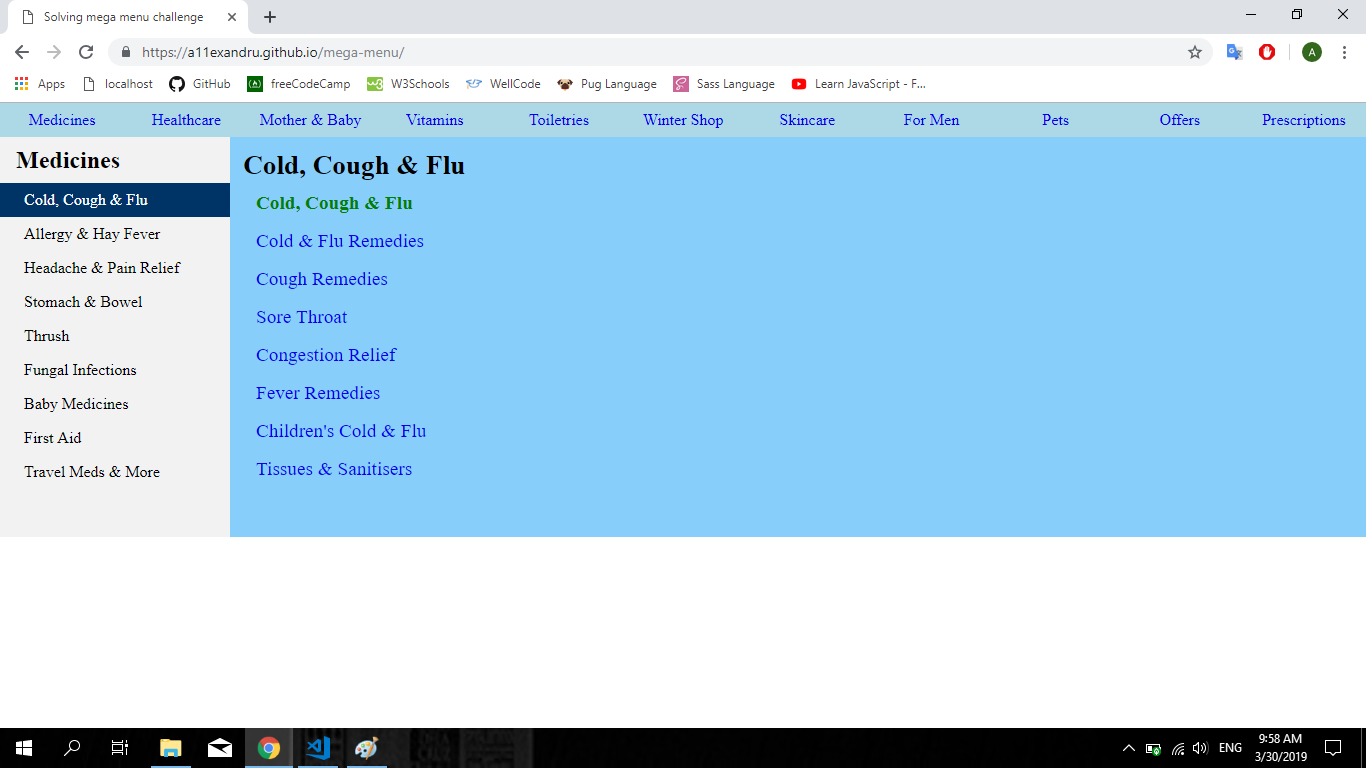 Solving mega menu challenge
https://a11exandru.github.io/mega-menu/
A
Apps localhost GitHub freeCodeCamp W3Schools WellCode Pug Language Sass Language Learn JavaScript - F...
Medicines Healthcare Mother & Baby Vitamins Toiletries Winter Shop Skincare For Men Pets Offers Prescriptions
Medicines
Cold, Cough & Flu
Allergy & Hay Fever
Headache & Pain Relief
Stomach & Bowel
Thrush
Fungal Infections
Baby Medicines
First Aid
Travel Meds & More
Cold, Cough & Flu
Cold, Cough & Flu
Cold & Flu Remedies
Cough Remedies
Sore Throat
Congestion Relief
Fever Remedies
Children's Cold & Flu
Tissues & Sanitisers
ENG
9:58 AM
3/30/2019